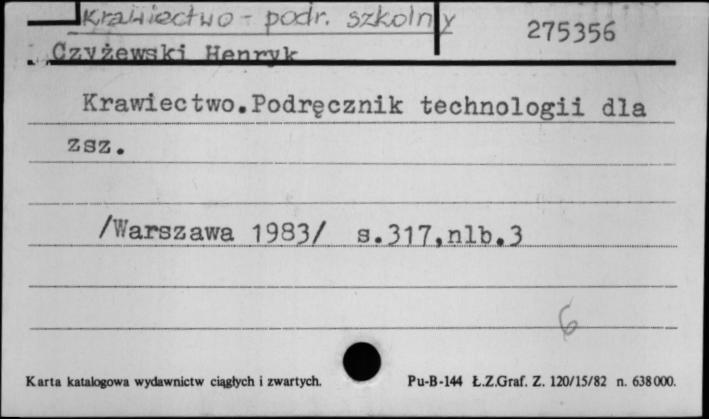 Krawiectwo - podr. szkolny
275356
Czyżewski Henryk
Krawiectwo.Podręcznik technologii dla
zsz.
/Warszawa 1983/ s.317,nlb.3
6
Karta katalogowa wydawnictw ciągłych i zwartych.
Pu-B-144 Ł.Z.Graf. Z. 120/15/82 n. 638000.